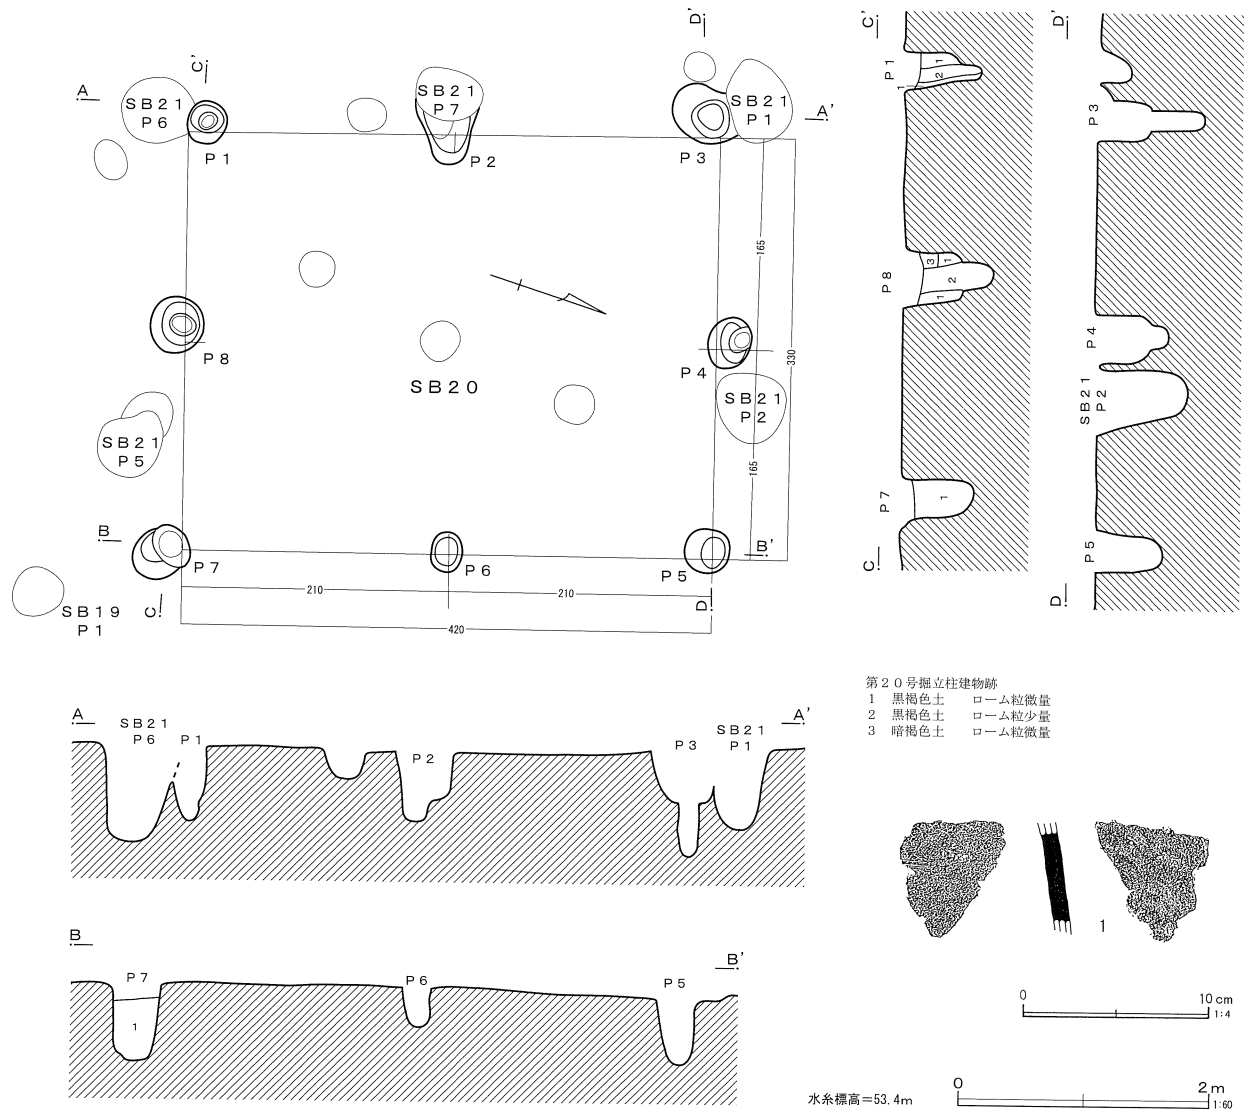 A
C'
SB21
P6
P1
SB21
P7
P2
D'
SB21
P1
A'
P3
165
330
165
P8
SB20
P4
SB21
P2
SB21
P5
B
P7
P6
P5
B'
SB19
P1
C
D
210
210
420
C'
P1
1
2
1
P8
3
1
2
1
P7
1
C
D'
P3
P4
SB21
P2
P5
D
第20号掘立柱建物跡
1 黒褐色土 ローム粒微量
2 黒褐色土 ローム粒少量
3 暗褐色土 ローム粒微量
A
SB21
P6
P1
P2
P3
SB21
P1
A'
B
P7
1
P6
P5
B'
1
0 10cm
1:4
水糸標高=53.4m
0 2m
1:60